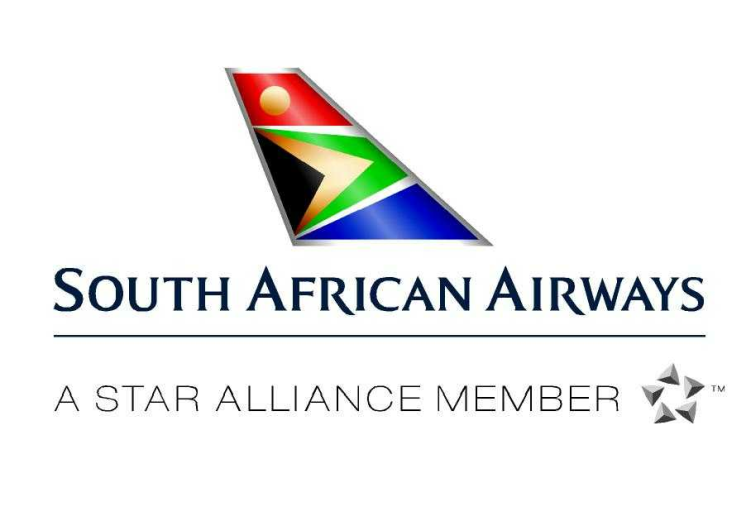 SOUTH AFRICAN AIRWAYS
A STAR ALLIANCE MEMBER ™